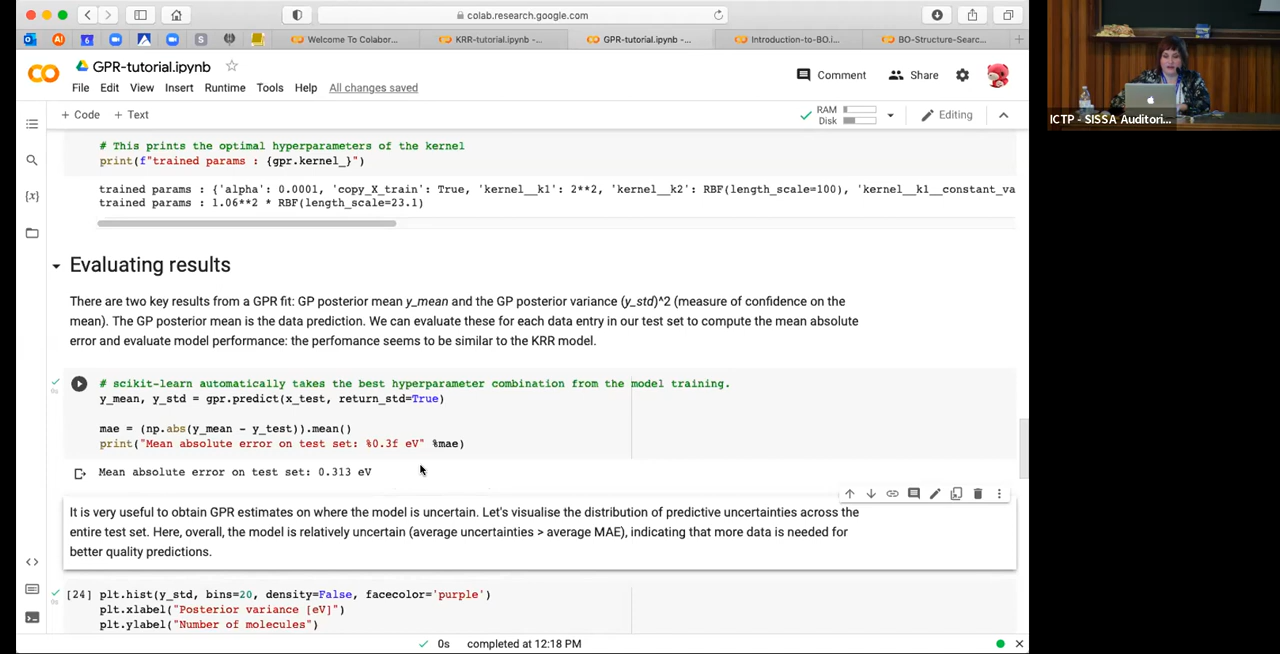 colab.research.google.com
Welcome To Colabor...
KRR-tutorial.ipynb -...
GPR-tutorial.ipynb -...
Introduction-to-BO.i...
BO-Structure-Searc...
GPR-tutorial.ipynb
Comment
Share
File Edit View Insert Runtime Tools Help All changes saved
+ Code + Text
RAM
Disk
Editing
# This prints the optimal hyperparameters of the kernel
print(f"trained params : {gpr.kernel_}")
trained params : {'alpha': 0.0001, 'copy_X_train': True, 'kernel__k1': 2**2, 'kernel__k2': RBF(length_scale=100), 'kernel__k1__constant_va
trained params : 1.06**2 * RBF(length_scale=23.1)
Evaluating results
There are two key results from a GPR fit: GP posterior mean y_mean and the GP posterior variance (y_std)^2 (measure of confidence on the
mean). The GP posterior mean is the data prediction. We can evaluate these for each data entry in our test set to compute the mean absolute
error and evaluate model performance: the perfomance seems to be similar to the KRR model.
# scikit-learn automatically takes the best hyperparameter combination from the model training.
y_mean, y_std = gpr.predict(x_test, return_std=True)
mae = (np.abs(y_mean - y_test)).mean()
print("Mean absolute error on test set: %0.3f eV" %mae)
Mean absolute error on test set: 0.313 eV
It is very useful to obtain GPR estimates on where the model is uncertain. Let's visualise the distribution of predictive uncertainties across the
entire test set. Here, overall, the model is relatively uncertain (average uncertainties > average MAE), indicating that more data is needed for
better quality predictions.
[24] plt.hist(y_std, bins=20, density=False, facecolor='purple')
plt.xlabel("Posterior variance [eV]")
plt.ylabel("Number of molecules")
0s completed at 12:18 PM
ICTP - SISSA Auditori...